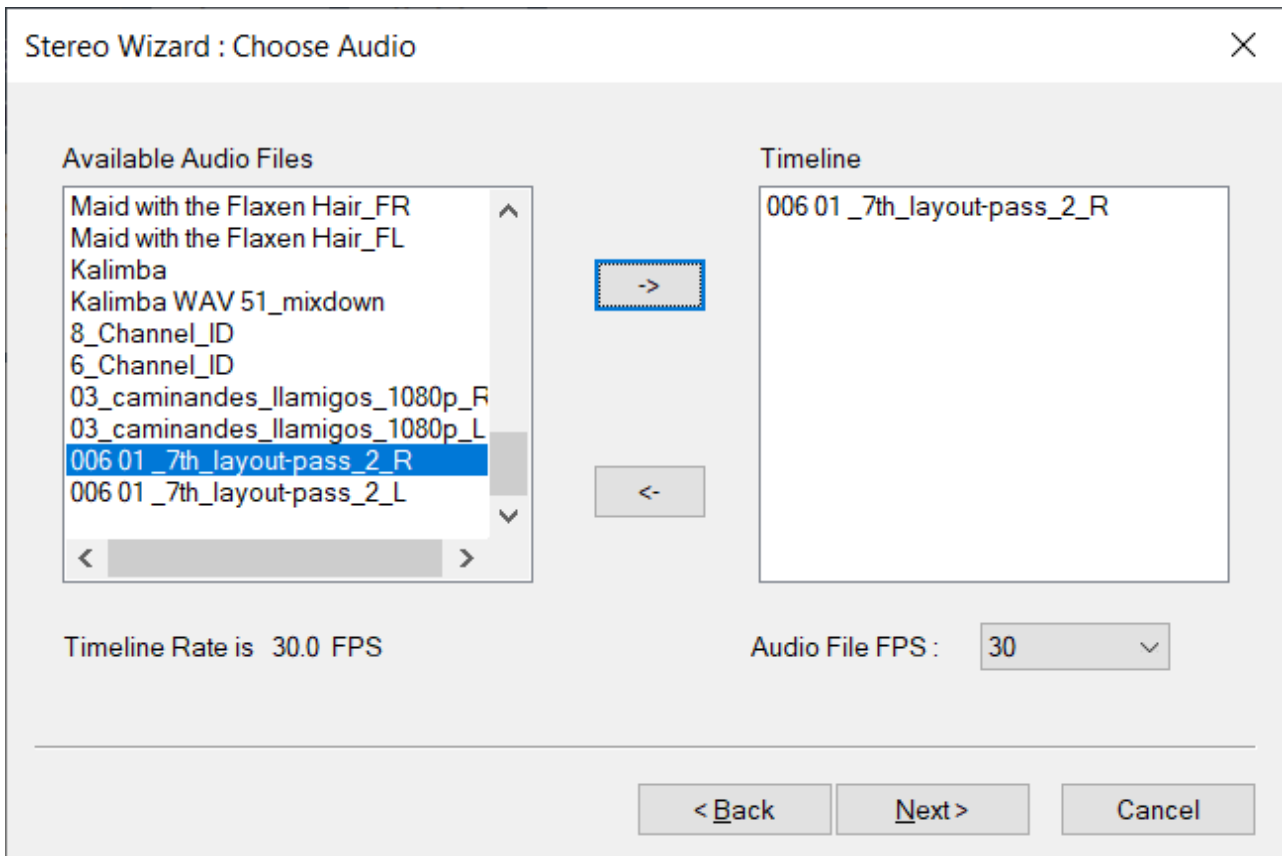 Stereo Wizard : Choose Audio
Available Audio Files
Maid with the Flaxen Hair_FR
Maid with the Flaxen Hair_FL
Kalimba
Kalimba WAV 51_mixdown
8_Channel_ID
6_Channel_ID
03_caminandes_llamigos_1080p_R
03_caminandes_llamigos_1080p_L
006 01 _7th_layout-pass_2_R
006 01 _7th_layout-pass_2_L
->
<-
Timeline
006 01 _7th_layout-pass_2_R
Timeline Rate is 30.0 FPS
Audio File FPS : 30
< Back Next > Cancel